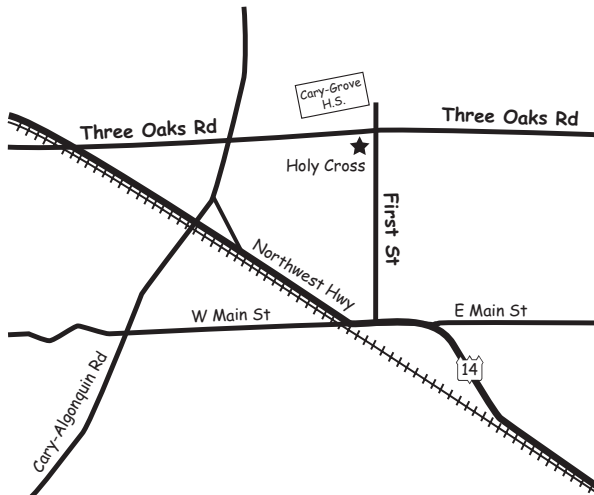 Cary-Grove
H.S.
Three Oaks Rd
Three Oaks Rd
Holy Cross
First St
Northwest Hwy
W Main St
E Main St
14
Cary-Algonquin Rd